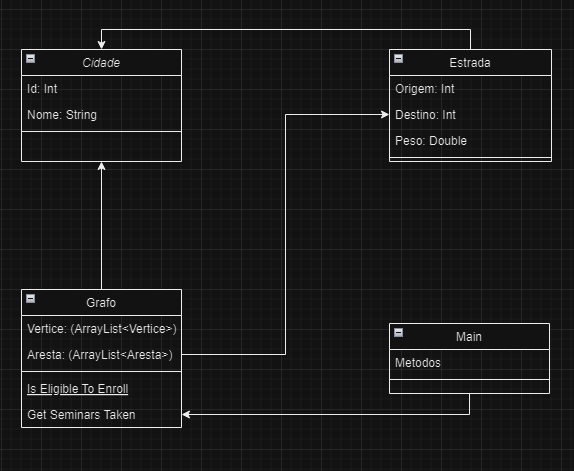 Cidade
Id: Int
Nome: String
Estrada
Origem: Int
Destino: Int
Peso: Double
Grafo
Vertice: (ArrayList<Vertice>)
Aresta: (ArrayList<Aresta>)
Is Eligible To Enroll
Get Seminars Taken
Main
Metodos